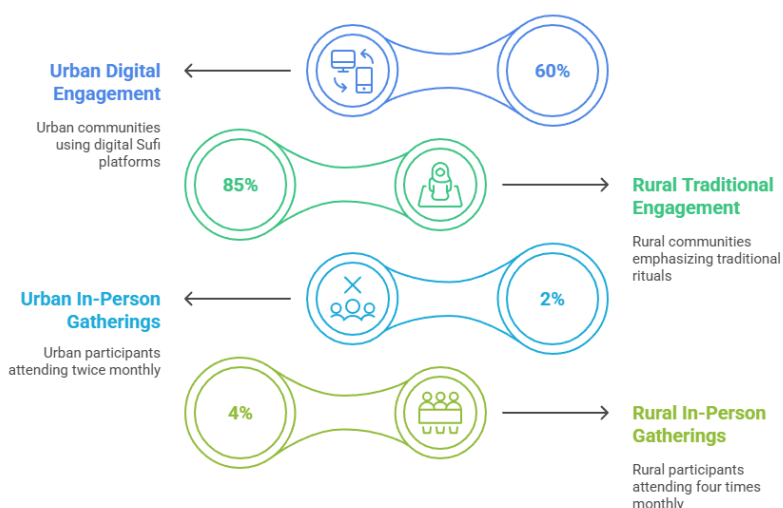 60%
Urban Digital
Engagement
Urban communities
using digital Sufi
platforms
85%
Rural Traditional
Engagement
Rural communities
emphasizing traditional
rituals
2%
Urban In-Person
Gatherings
Urban participants
attending twice monthly
4%
Rural In-Person
Gatherings
Rural participants
attending four times
monthly